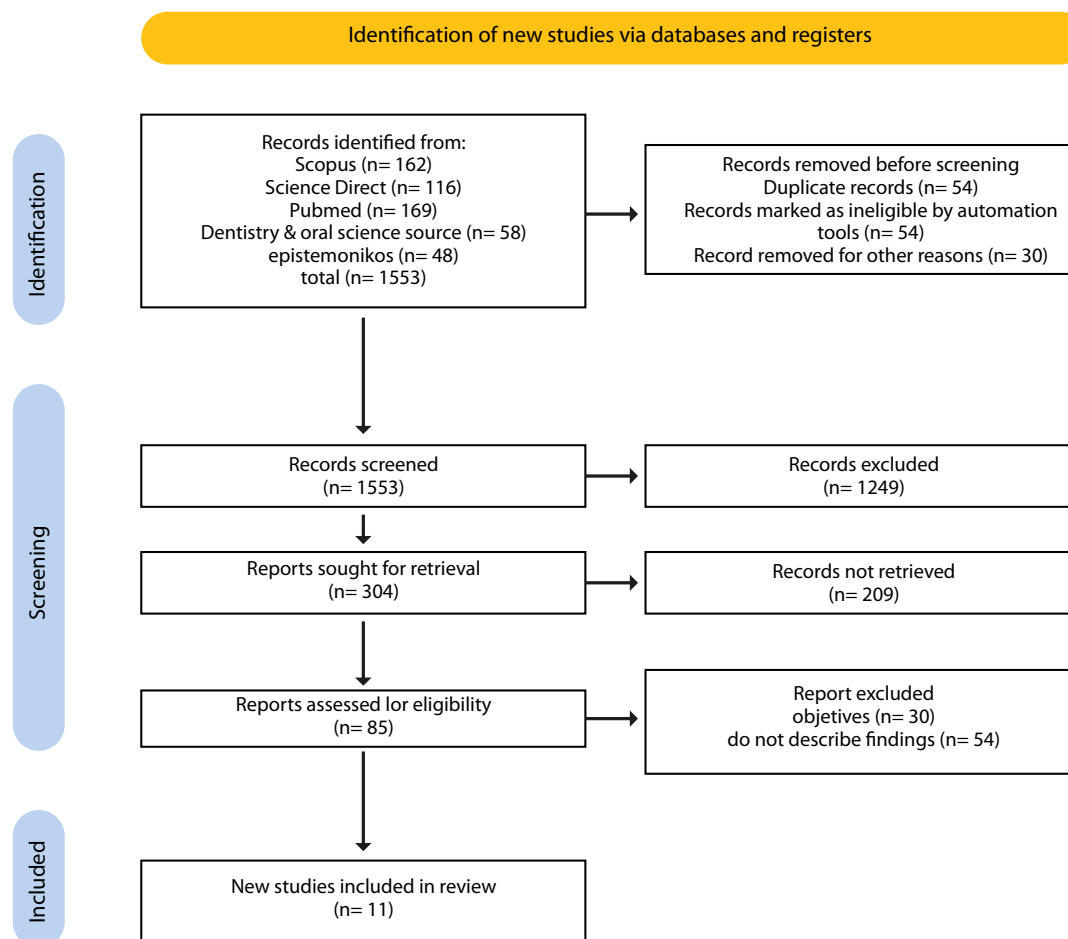 Identification of new studies via databases and registers
Identification
Records identified from:
Scopus (n= 162)
Science Direct (n= 116)
Pubmed (n= 169)
Dentistry & oral science source (n= 58)
epistemonikos (n= 48)
total (n= 1553)
Records removed before screening
Duplicate records (n= 54)
Records marked as ineligible by automation
tools (n= 54)
Record removed for other reasons (n= 30)
Screening
Records screened
(n= 1553)
Records excluded
(n= 1249)
Reports sought for retrieval
(n= 304)
Records not retrieved
(n= 209)
Reports assessed lor eligibility
(n= 85)
Report excluded
objetives (n= 30)
do not describe findings (n= 54)
Included
New studies included in review
(n= 11)